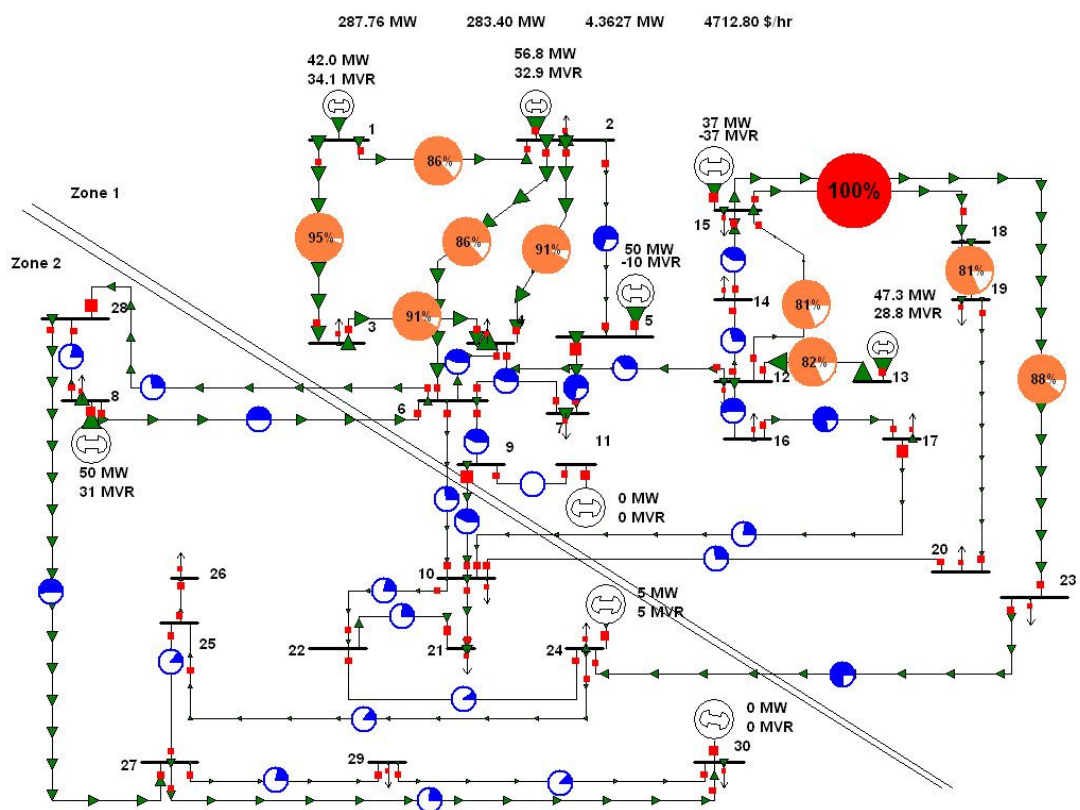 287.76 MW 283.40 MW 4.3627 MW 4712.80 $/hr
42.0 MW
34.1 MVR
56.8 MW
32.9 MVR
37 MW
-37 MVR
1
2
86%
100%
Zone 1
15
18
95%
86%
91%
50 MW
-10 MVR
81%
Zone 2
47.3 MW
28.8 MVR
14
19
28
81%
3
91%
4
5
82%
12
13
88%
8
6
7
11
16
17
9
50 MW
31 MVR
0 MW
0 MVR
10
20
23
26
5 MW
5 MVR
25
22
21
24
0 MW
0 MVR
27
29
30